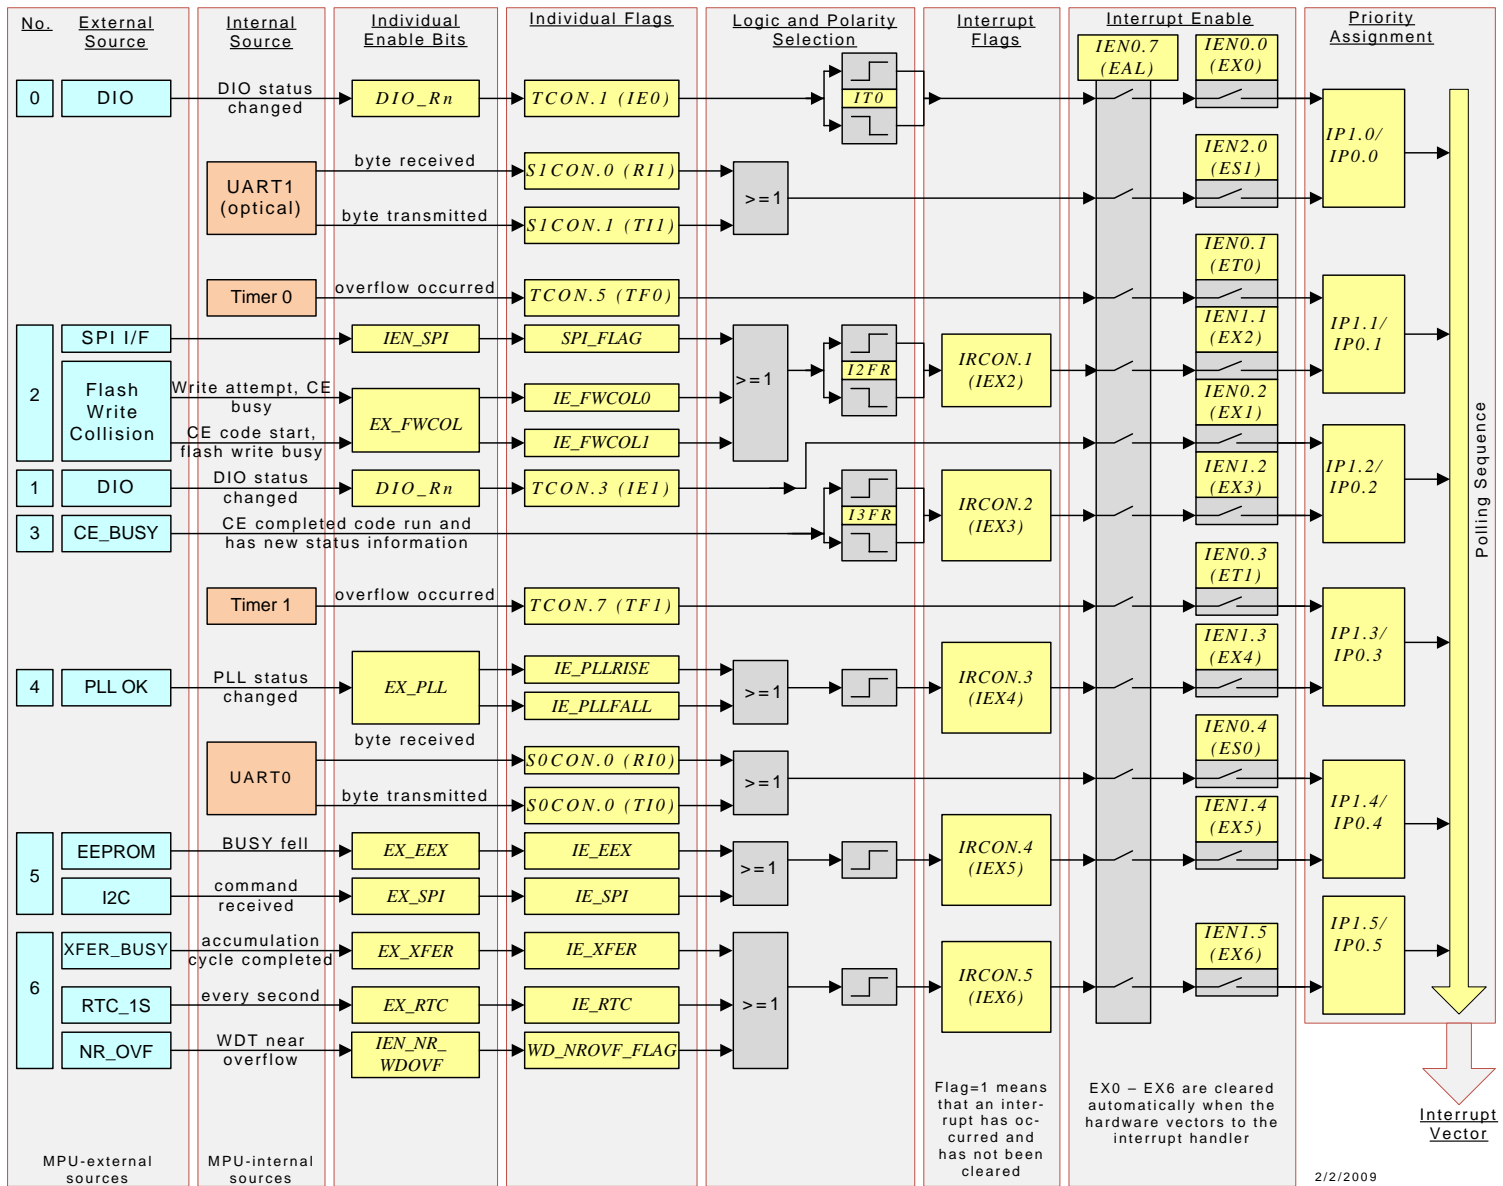 No.
External
Source
Internal
Source
Individual
Enable Bits
Individual Flags
Logic and Polarity
Selection
Interrupt
Flags
Interrupt Enable
Priority
Assignment
IEN0.7
(EAL)
IEN0.0
(EX0)
0
DIO
DIO status
changed
DIO_Rn
TCON.1 (IE0)
IT0
IP1.0/
IP0.0
byte received
S1CON.0 (RI1)
UART1
(optical)
>=1
IEN2.0
(ES1)
byte transmitted
S1CON.1 (TI1)
IEN0.1
(ET0)
Timer 0
overflow occurred
TCON.5 (TF0)
IP1.1/
IP0.1
2
SPI I/F
IEN_SPI
SPI_FLAG
>=1
I2FR
IRCON.1
(IEX2)
IEN1.1
(EX2)
Flash
Write
Collision
Write attempt, CE
busy
EX_FWCOL
IE_FWCOL0
CE code start,
flash write busy
IE_FWCOL1
IEN0.2
(EX1)
IP1.2/
IP0.2
1
DIO
DIO status
changed
DIO_Rn
TCON.3 (IE1)
IEN1.2
(EX3)
3
CE_BUSY
CE completed code run and
has new status information
I3FR
IRCON.2
(IEX3)
Polling Sequence
IEN0.3
(ET1)
Timer 1
overflow occurred
TCON.7 (TF1)
IP1.3/
IP0.3
4
PLL OK
PLL status
changed
EX_PLL
IE_PLLRISE
IE_PLLFALL
>=1
IRCON.3
(IEX4)
IEN1.3
(EX4)
byte received
UART0
S0CON.0 (RI0)
>=1
IEN0.4
(ES0)
byte transmitted
S0CON.0 (TI0)
IP1.4/
IP0.4
5
EEPROM
BUSY fell
EX_EEX
IE_EEX
>=1
IRCON.4
(IEX5)
IEN1.4
(EX5)
I2C
command
received
EX_SPI
IE_SPI
6
XFER_BUSY
accumulation
cycle completed
EX_XFER
IE_XFER
>=1
IRCON.5
(IEX6)
IEN1.5
(EX6)
IP1.5/
IP0.5
RTC_1S
every second
EX_RTC
IE_RTC
NR_OVF
WDT near
overflow
IEN_NR_
WDOVF
WD_NROVF_FLAG
Flag=1 means
that an inter-
rupt has oc-
curred and
has not been
cleared
EX0 – EX6 are cleared
automatically when the
hardware vectors to the
interrupt handler
Interrupt
Vector
MPU-external
sources
MPU-internal
sources
2/2/2009